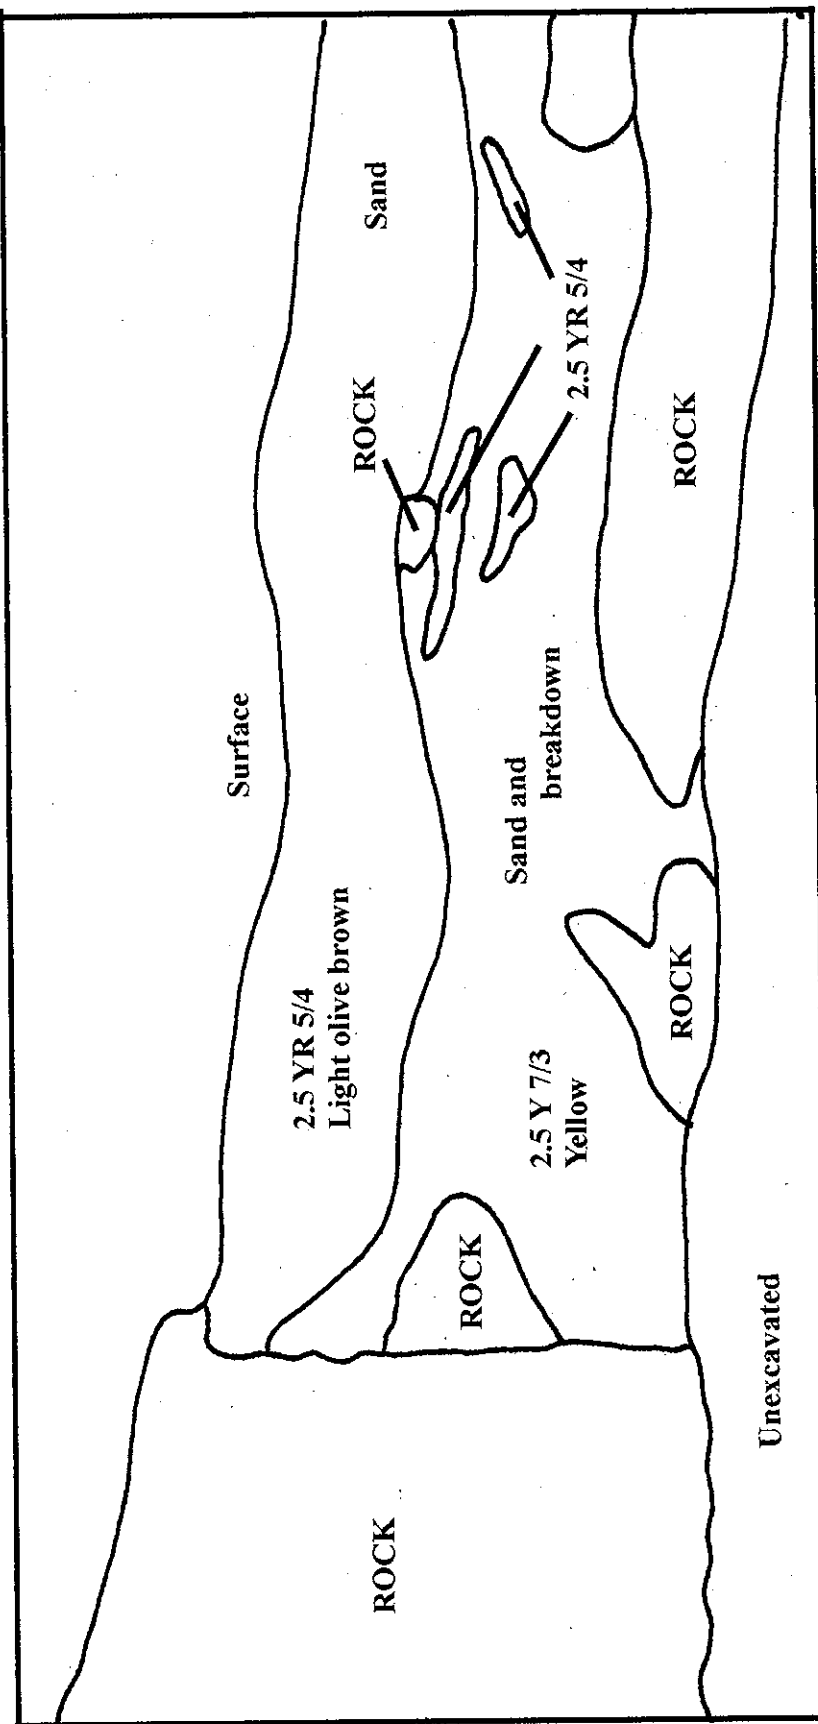 Surface
Sand
ROCK
2.5 YR 5/4
Light olive brown
2.5 YR 5/4
Sand and
breakdown
2.5 Y 7/3
Yellow
ROCK
ROCK
ROCK
ROCK
Unexcavated